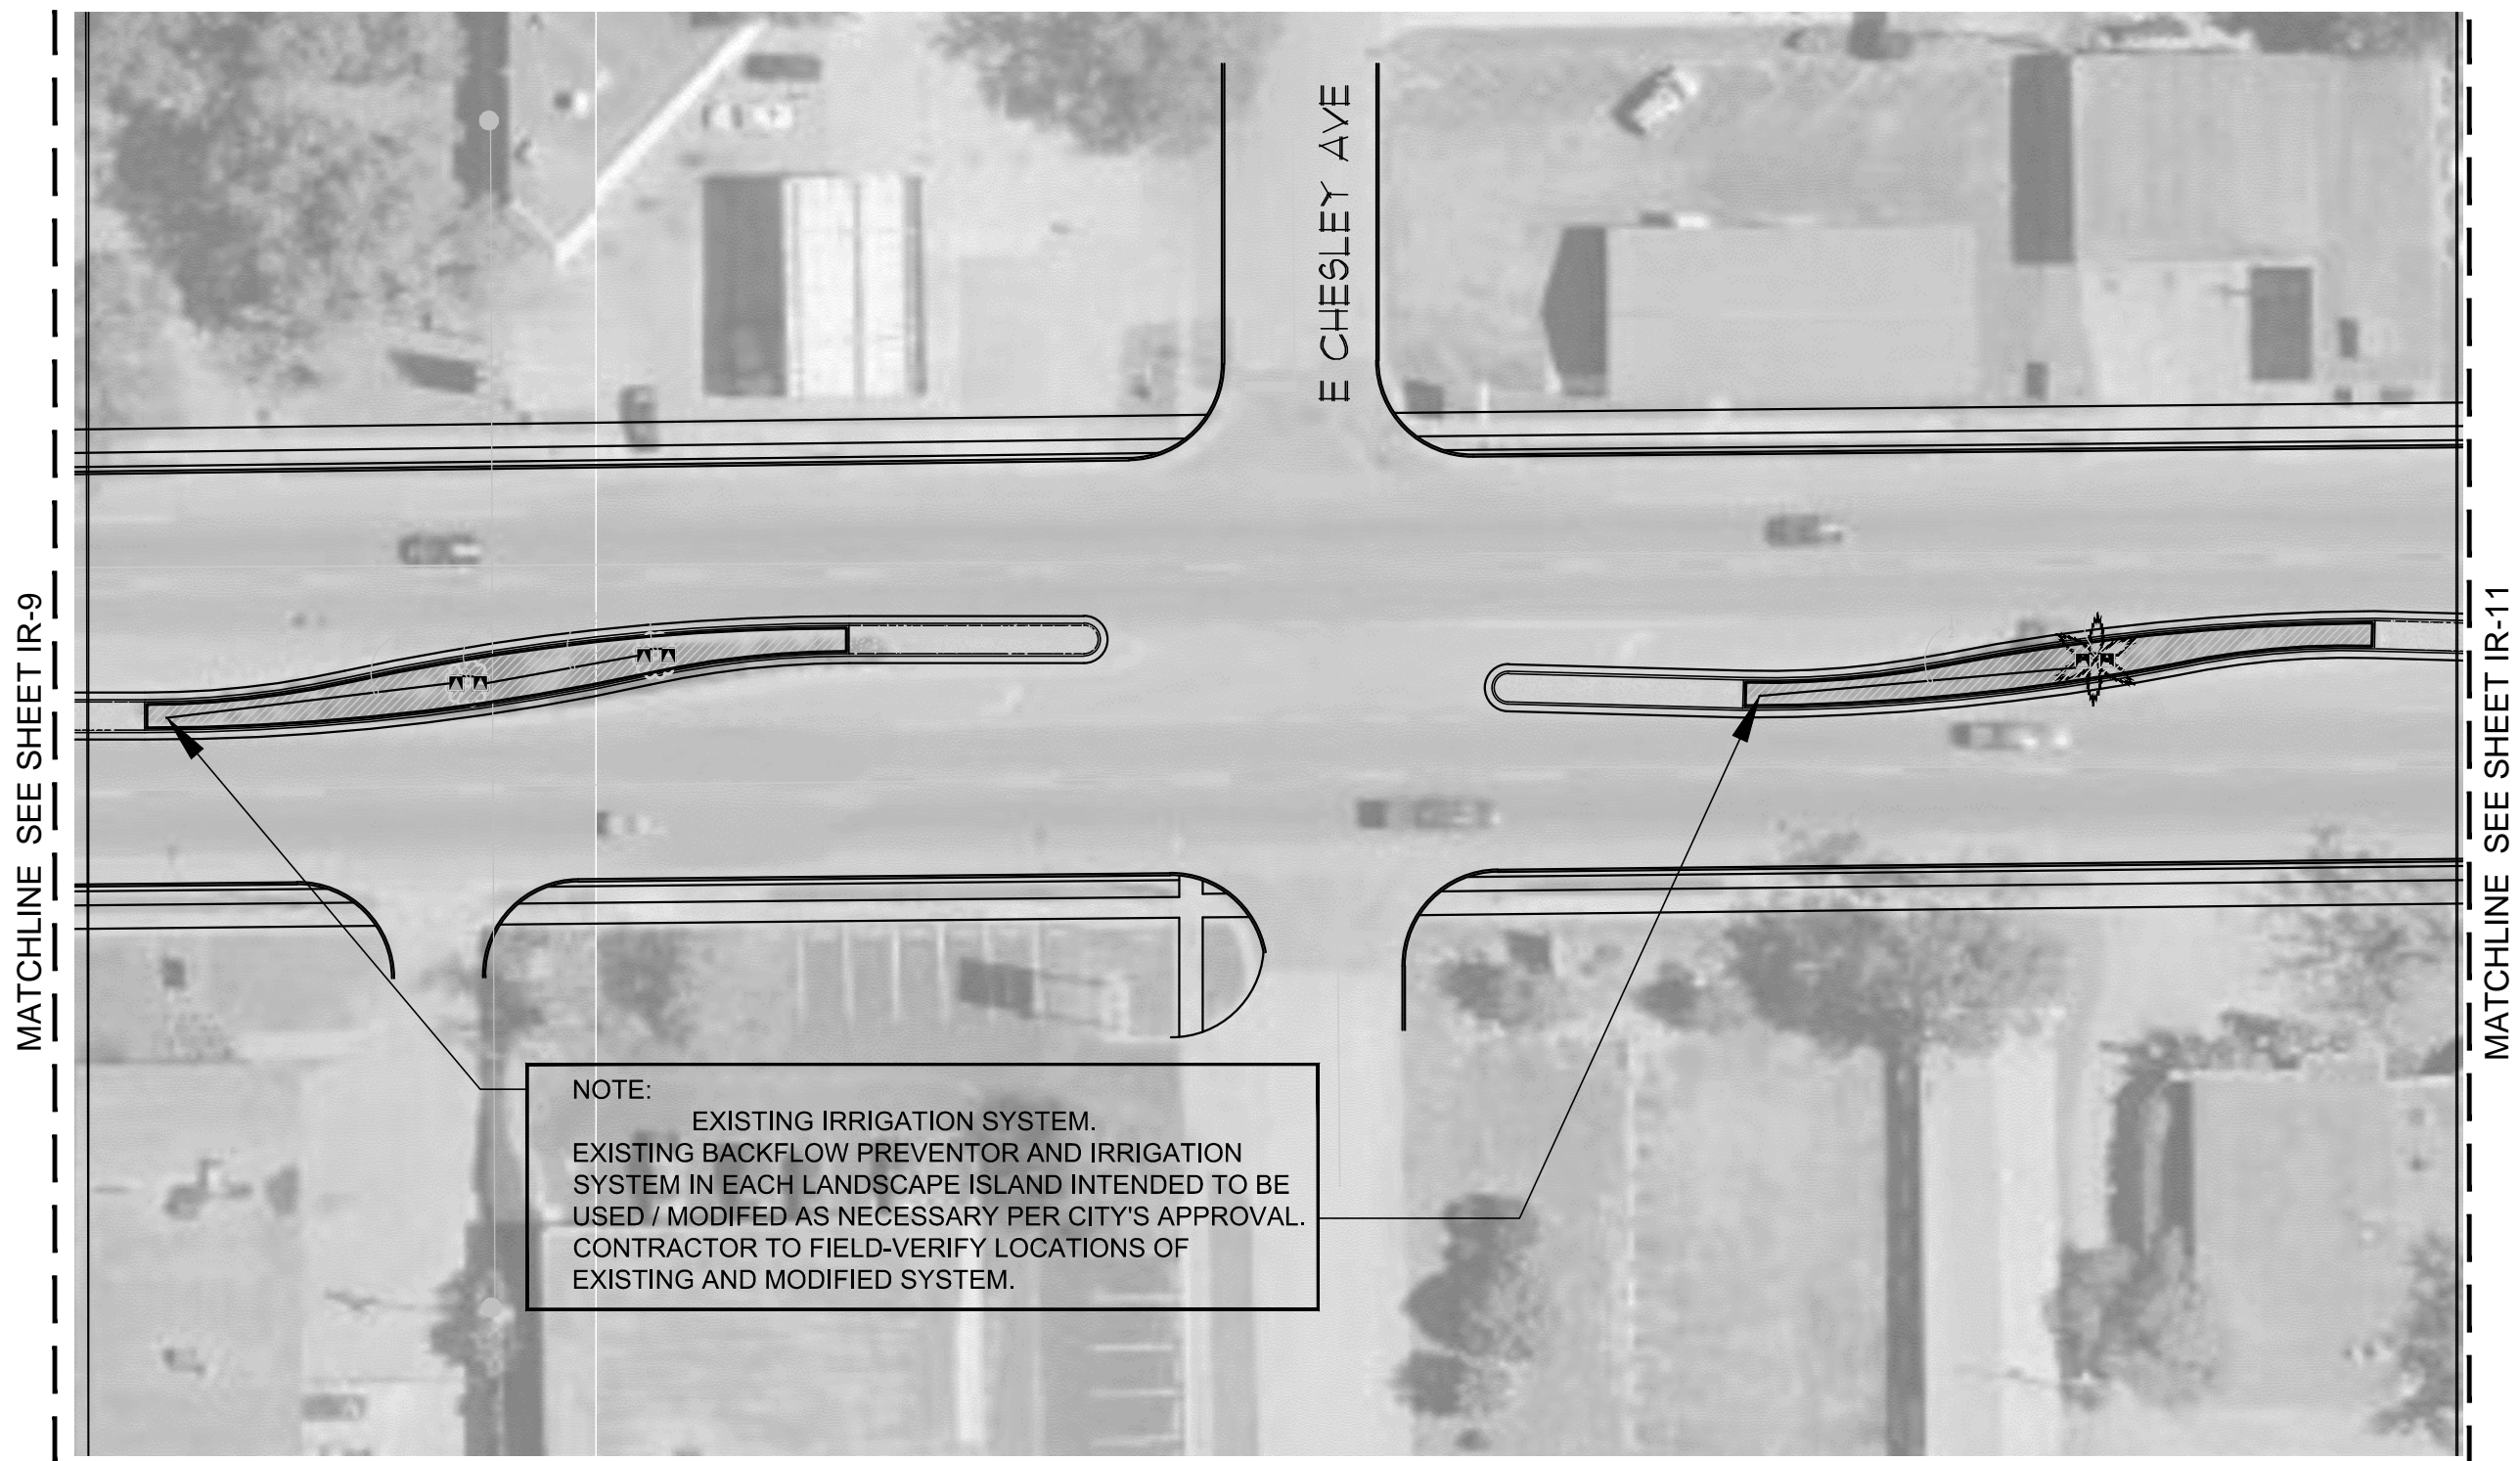 E CHESLEY AVE
MATCHLINE SEE SHEET IR-9
MATCHLINE SEE SHEET IR-11
NOTE:
EXISTING IRRIGATION SYSTEM.
EXISTING BACKFLOW PREVENTOR AND IRRIGATION
SYSTEM IN EACH LANDSCAPE ISLAND INTENDED TO BE
USED / MODIFED AS NECESSARY PER CITY'S APPROVAL.
CONTRACTOR TO FIELD-VERIFY LOCATIONS OF
EXISTING AND MODIFIED SYSTEM.